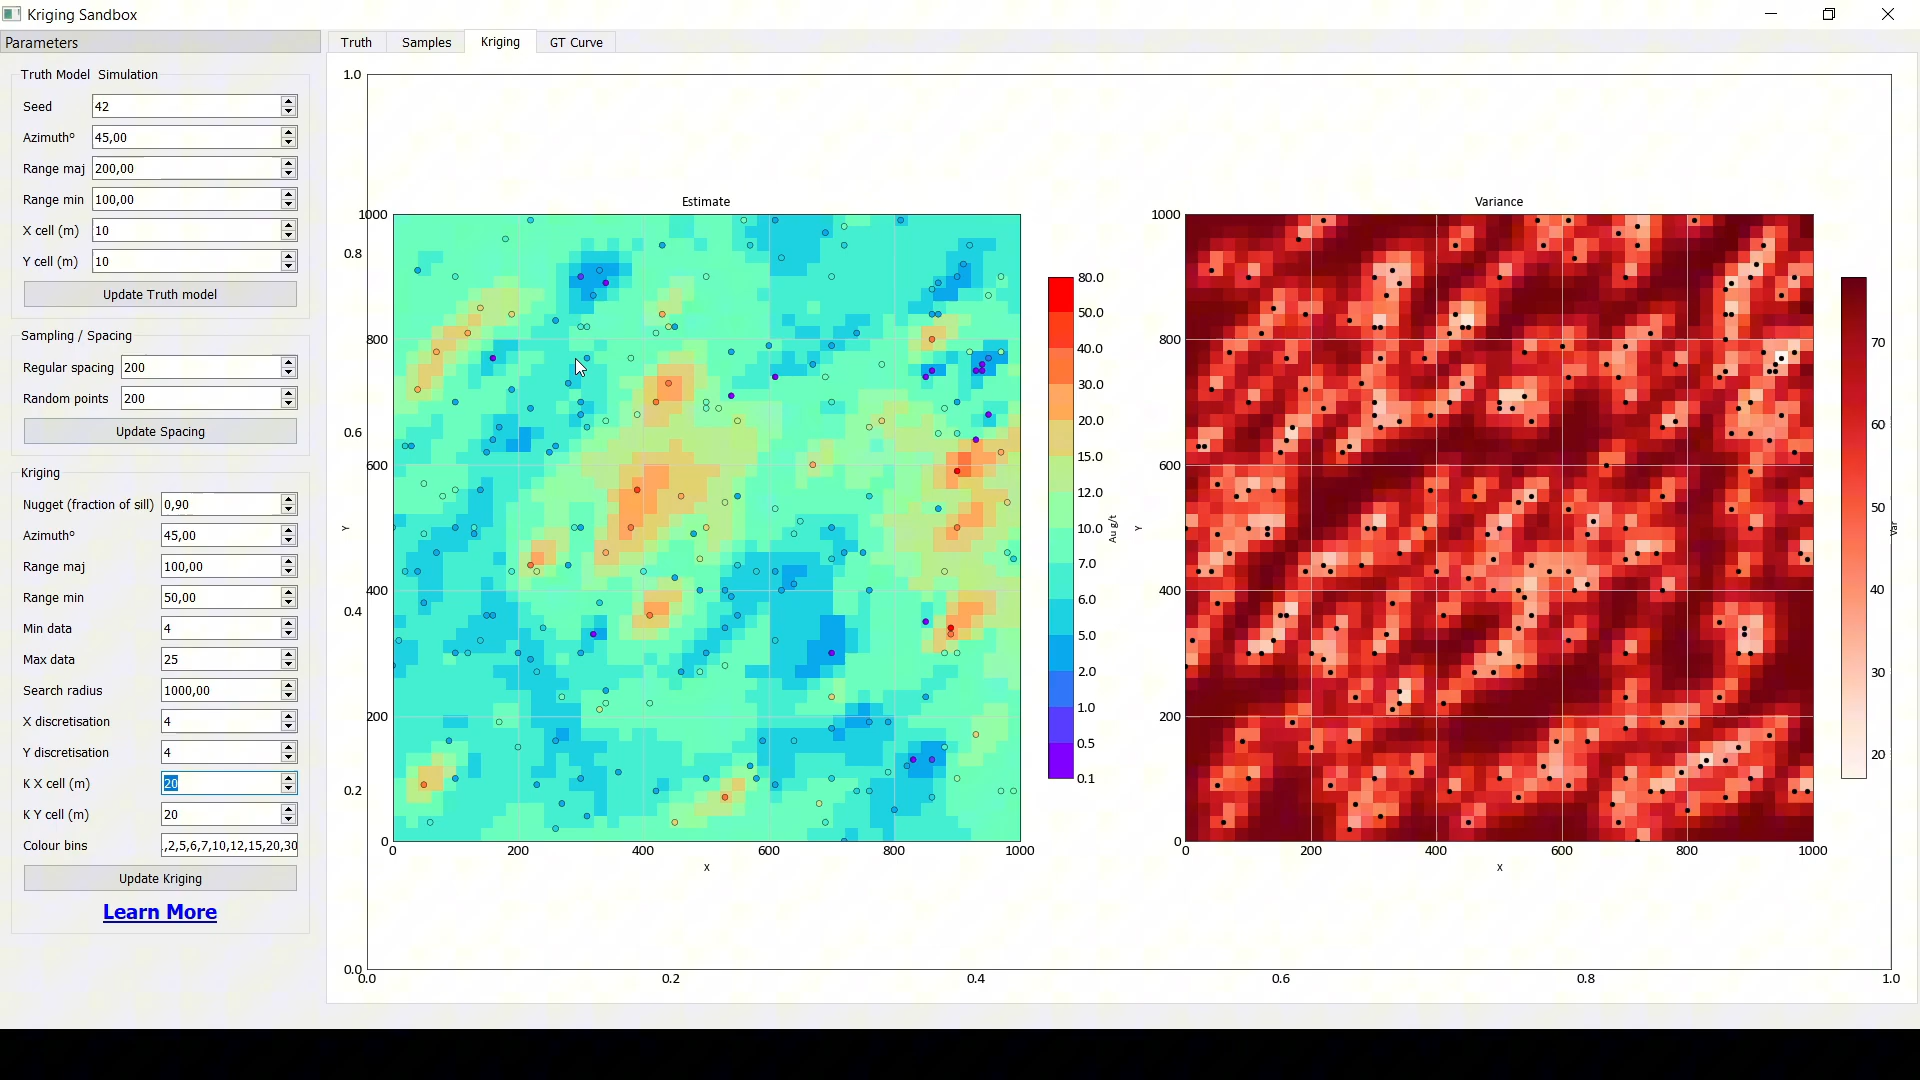 Kriging Sandbox
Parameters
Truth Model Simulation
Seed 42
Azimuth° 45,00
Range maj 200,00
Range min 100,00
X cell (m) 10
Y cell (m) 10
Update Truth model
Sampling / Spacing
Regular spacing 200
Random points 200
Update Spacing
Kriging
Nugget (fraction of sill) 0,90
Azimuth° 45,00
Range maj 100,00
Range min 50,00
Min data 4
Max data 25
Search radius 1000,00
X discretisation 4
Y discretisation 4
K X cell (m) 20
K Y cell (m) 20
Colour bins ,2,5,6,7,10,12,15,20,30
Update Kriging
Learn More
Truth Samples Kriging GT Curve
1.0
0.8
0.6
0.4
0.2
0.0
0.0 0.2 0.4 0.6 0.8 1.0
Estimate
1000
800
600
400
200
0
Y
0 200 400 600 800 1000
X
80.0
50.0
40.0
30.0
20.0
15.0
12.0
10.0
7.0
6.0
5.0
2.0
1.0
0.5
0.1
Au g/t
Variance
1000
800
600
400
200
0
Y
0 200 400 600 800 1000
X
70
60
50
40
30
20
Var